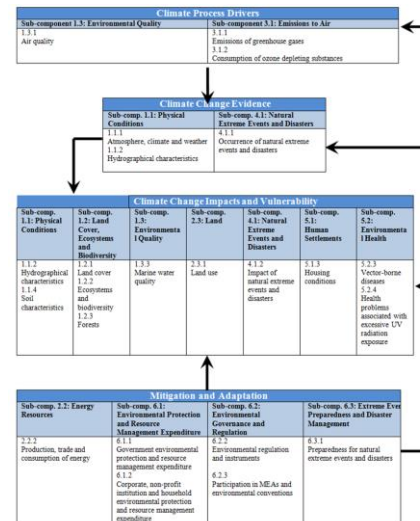 Climate Process Drivers
Sub-component 1.3: Environmental Quality
Sub-component 3.1: Emissions to Air
1.3.1
Air quality
3.1.1
Emissions of greenhouse gases
3.1.2
Consumption of ozone depleting substances
Climate Change Evidence
Sub-comp. 1.1: Physical
Conditions
Sub-comp. 4.1: Natural
Extreme Events and Disasters
1.1.1
Atmosphere, climate and weather
1.1.2
Hydrographical characteristics
4.1.1
Occurrence of natural extreme
events and disasters
Climate Change Impacts and Vulnerability
Sub-comp.
1.1: Physical
Conditions
Sub-comp.
1.2: Land
Cover,
Ecosystems
and
Biodiversity
Sub-comp.
1.3:
Environmenta
l Quality
Sub-comp.
2.3: Land
Sub-comp.
4.1: Natural
Extreme
Events and
Disasters
Sub-comp.
5.1:
Human
Settlements
Sub-comp.
5.2:
Environmenta
l Health
1.1.2
Hydrographical
characteristics
1.1.4
Soil
characteristics
1.2.1
Land cover
1.2.2
Ecosystems
and
biodiversity
1.2.3
Forests
1.3.3
Marine water
quality
2.3.1
Land use
4.1.2
Impact of
natural extreme
events and
disasters
5.1.3
Housing
conditions
5.2.3
Vector-borne
diseases
5.2.4
Health
problems
associated with
excessive UV
radiation
exposure
Mitigation and Adaptation
Sub-comp. 2.2: Energy
Resources
Sub-comp. 6.1:
Environmental Protection
and Resource
Management Expenditure
Sub-comp. 6.2:
Environmental
Governance and
Regulation
Sub-comp. 6.3: Extreme Even
Preparedness and Disaster
Management
2.2.2
Production, trade and
consumption of energy
6.1.1
Government environmental
protection and resource
management expenditure
6.1.2
Corporate, non-profit
institution and household
environmental protection
and resource management
expenditure
6.2.2
Environmental regulation
and instruments
6.2.3
Participation in MEAs and
environmental conventions
6.3.1
Preparedness for natural
extreme events and disasters